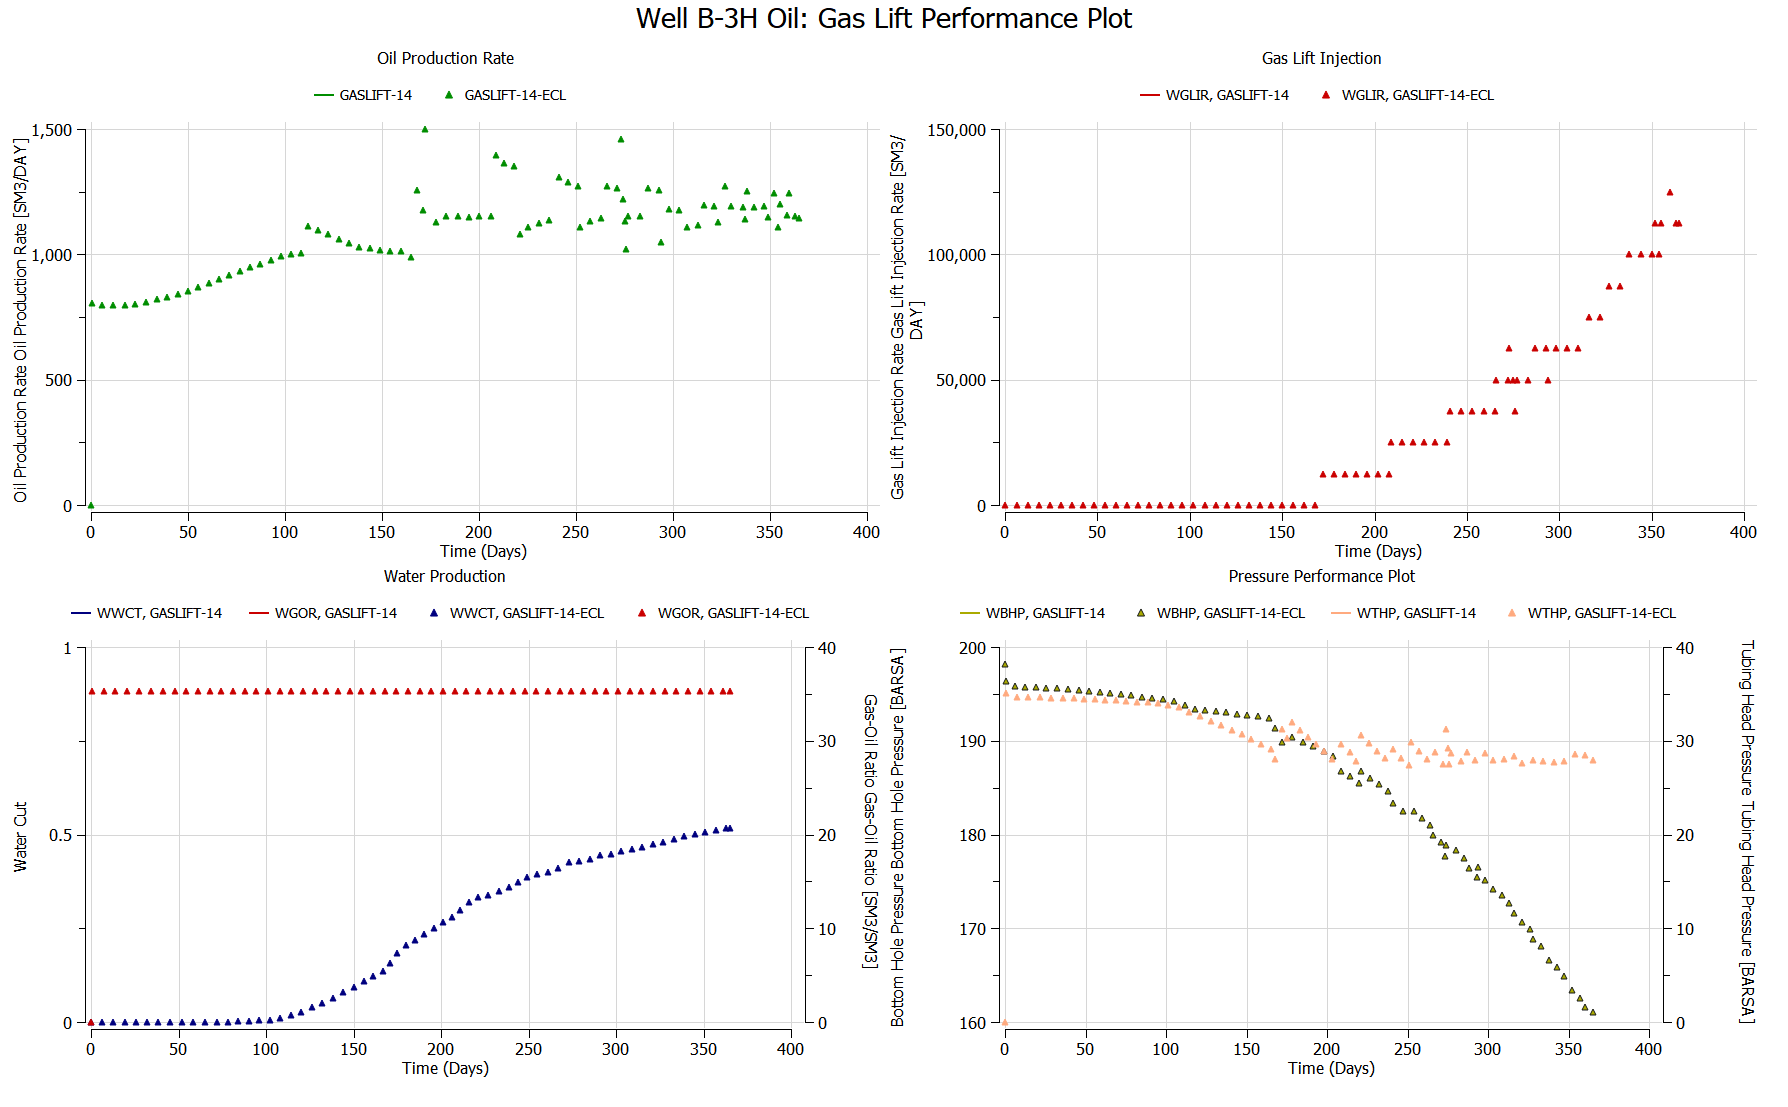 Well B-3H Oil: Gas Lift Performance Plot
Oil Production Rate
GASLIFT-14
GASLIFT-14-ECL
Oil Production Rate Oil Production Rate [SM3/DAY]
1,500
1,000
500
0
0 50 100 150 200 250 300 350 400
Time (Days)
Gas Lift Injection
WGLIR, GASLIFT-14
WGLIR, GASLIFT-14-ECL
Gas Lift Injection Rate Gas Lift Injection Rate [SM3/
DAY]
150,000
100,000
50,000
0
0 50 100 150 200 250 300 350 400
Time (Days)
Water Production
WWCT, GASLIFT-14
WGOR, GASLIFT-14
WWCT, GASLIFT-14-ECL
WGOR, GASLIFT-14-ECL
Water Cut
1
0.5
0
40
30
20
10
0
Gas-Oil Ratio Gas-Oil Ratio [SM3/SM3]
0 50 100 150 200 250 300 350 400
Time (Days)
Pressure Performance Plot
WBHP, GASLIFT-14
WBHP, GASLIFT-14-ECL
WTHP, GASLIFT-14
WTHP, GASLIFT-14-ECL
Bottom Hole Pressure Bottom Hole Pressure [BARSA]
200
190
180
170
160
40
30
20
10
0
Tubing Head Pressure Tubing Head Pressure [BARSA]
0 50 100 150 200 250 300 350 400
Time (Days)